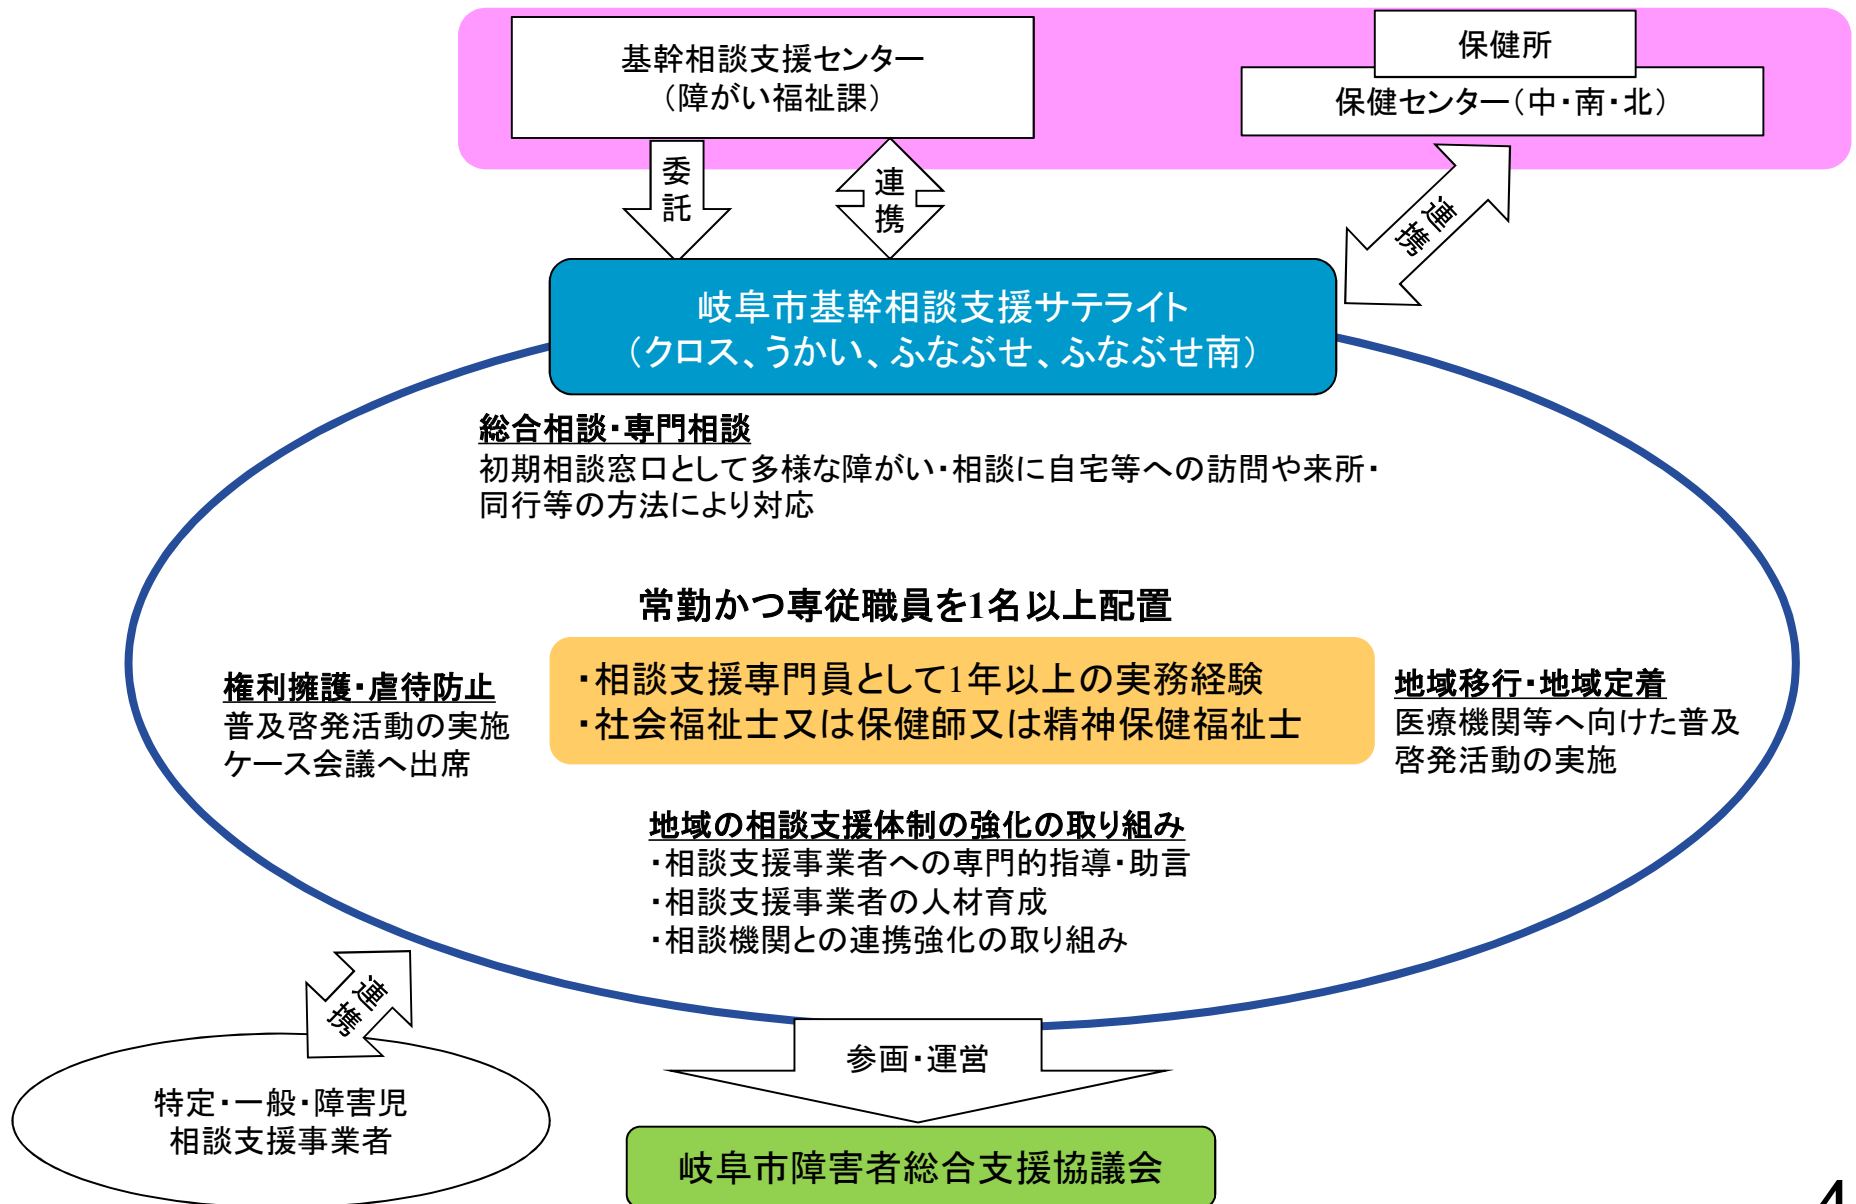 基幹相談支援センター
（障がい福祉課）
保健所
保健センター（中・南・北）
委託
連携
連携
岐阜市基幹相談支援サテライト
（クロス、うかい、ふなぶせ、ふなぶせ南）
総合相談・専門相談
初期相談窓口として多様な障がい・相談に自宅等への訪問や来所・
同行等の方法により対応
常勤かつ専従職員を1名以上配置
・相談支援専門員として1年以上の実務経験
・社会福祉士又は保健師又は精神保健福祉士
権利擁護・虐待防止
普及啓発活動の実施
ケース会議へ出席
地域移行・地域定着
医療機関等へ向けた普及
啓発活動の実施
地域の相談支援体制の強化の取り組み
・相談支援事業者への専門的指導・助言
・相談支援事業者の人材育成
・相談機関との連携強化の取り組み
連携
参画・運営
特定・一般・障害児
相談支援事業者
岐阜市障害者総合支援協議会
4